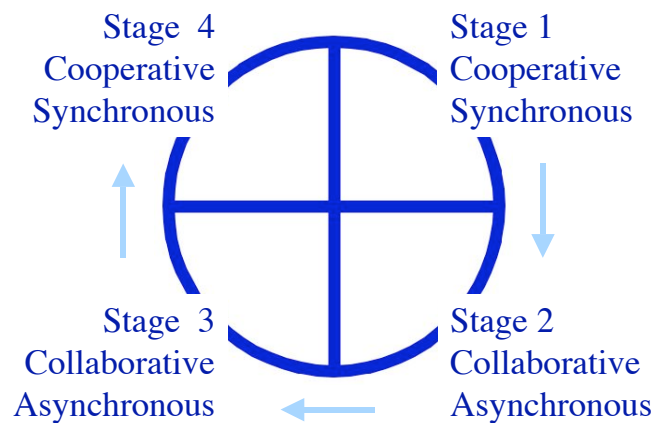 Stage 4
Cooperative
Synchronous
Stage 1
Cooperative
Synchronous
Stage 3
Collaborative
Asynchronous
Stage 2
Collaborative
Asynchronous